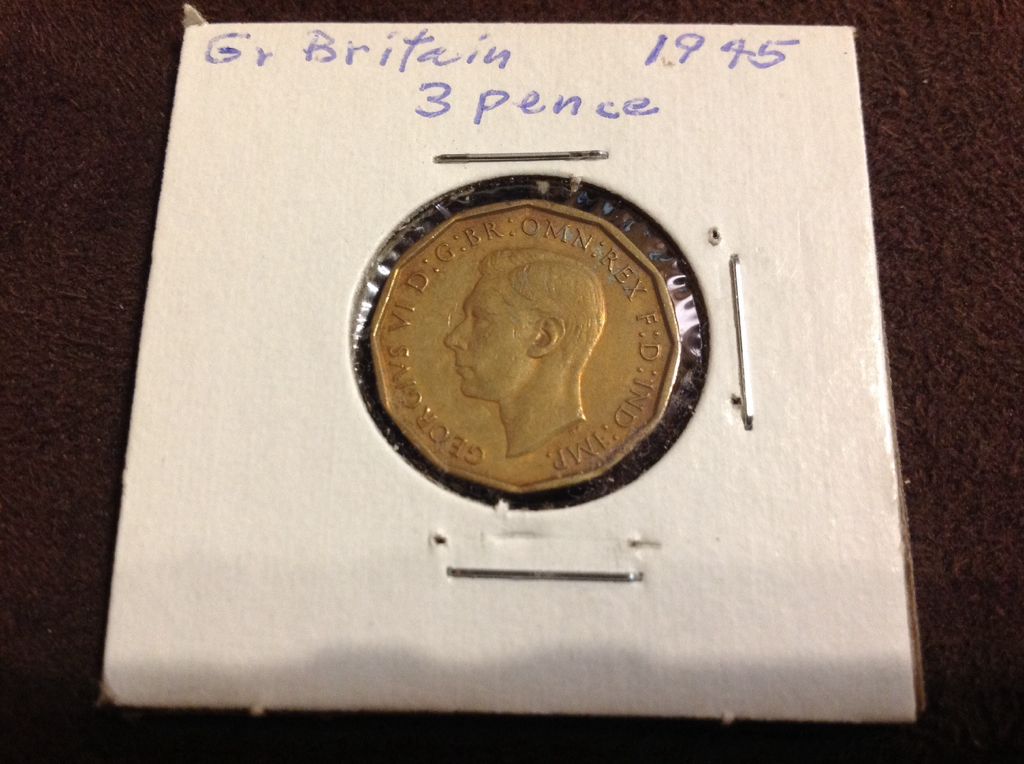 Gr Britain 1945
3 pence
GEORGIVS VI D:G:BR:OMN:REX F:D:IND:IMP.